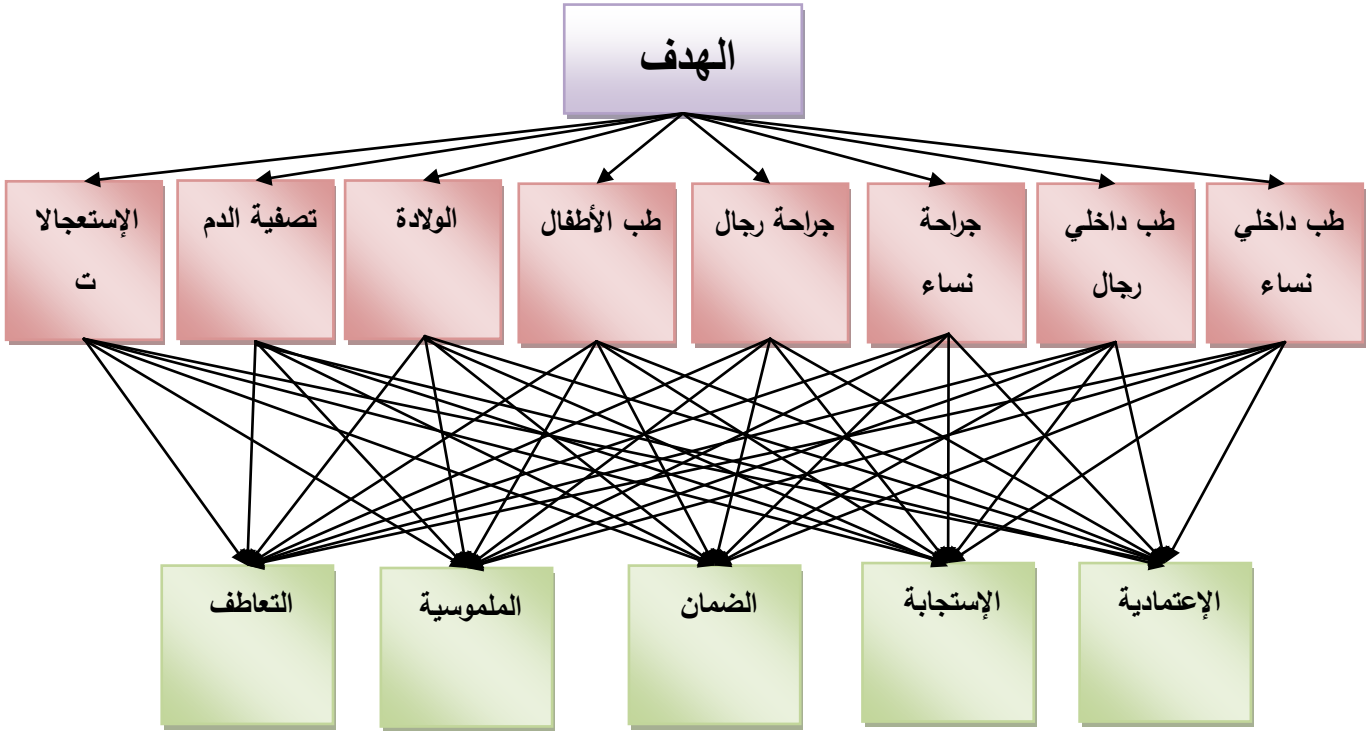 الهدف
طب داخلي
نساء
طب داخلي
رجال
جراحة
نساء
جراحة رجال
طب الأطفال
الولادة
تصفية الدم
الإستعجالا
ت
الإعتمادية
الإستجابة
الضمان
الملموسية
التعاطف